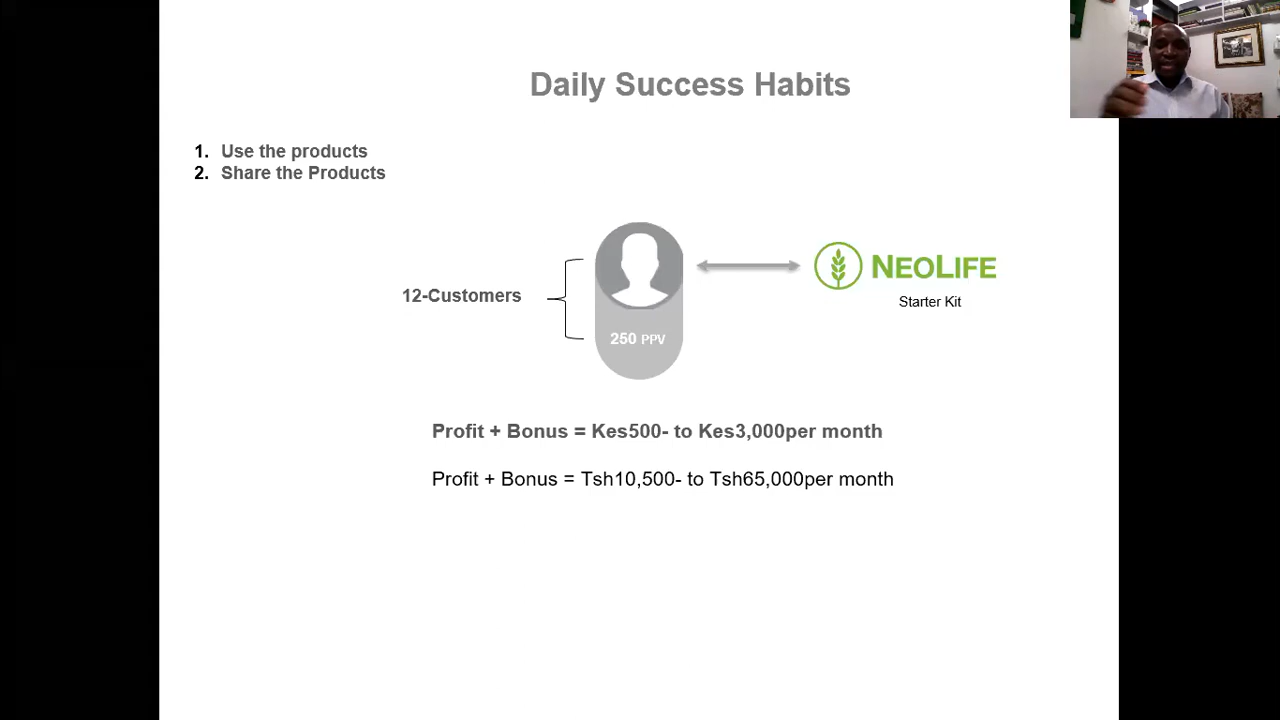 Daily Success Habits
1. Use the products
2. Share the Products
12-Customers
250 PPV
NEOLIFE
Starter Kit
Profit + Bonus = Kes500- to Kes3,000per month
Profit + Bonus = Tsh10,500- to Tsh65,000per month